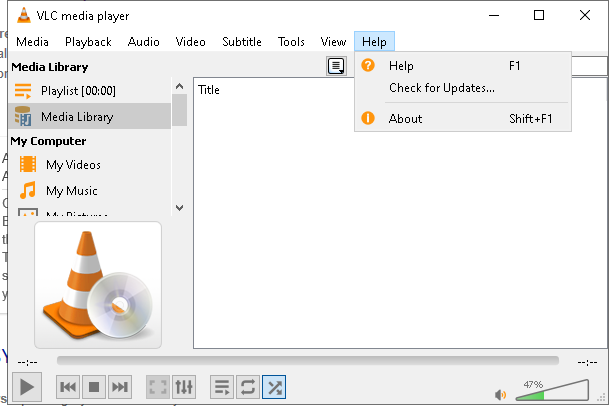 VLC media player
Media Playback Audio Video Subtitle Tools View Help
Media Library
Playlist [00:00]
Media Library
My Computer
My Videos
My Music
My Pictures
Title
Help F1
Check for Updates...
About Shift+F1
--:-- --:--
47%